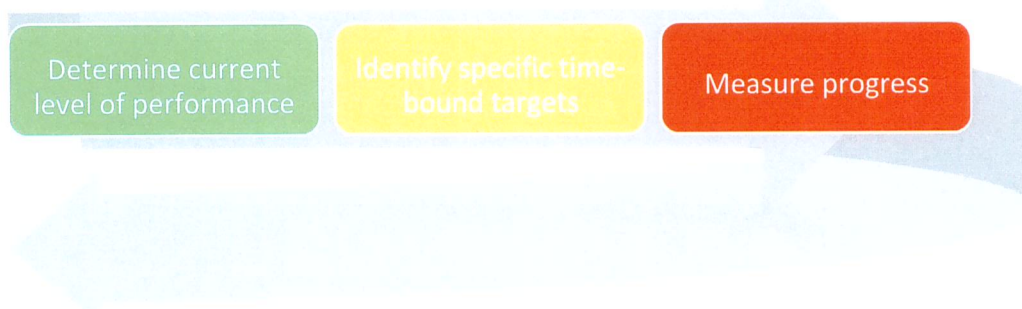 Determine current
level of performance
Identify specific time-
bound targets
Measure progress